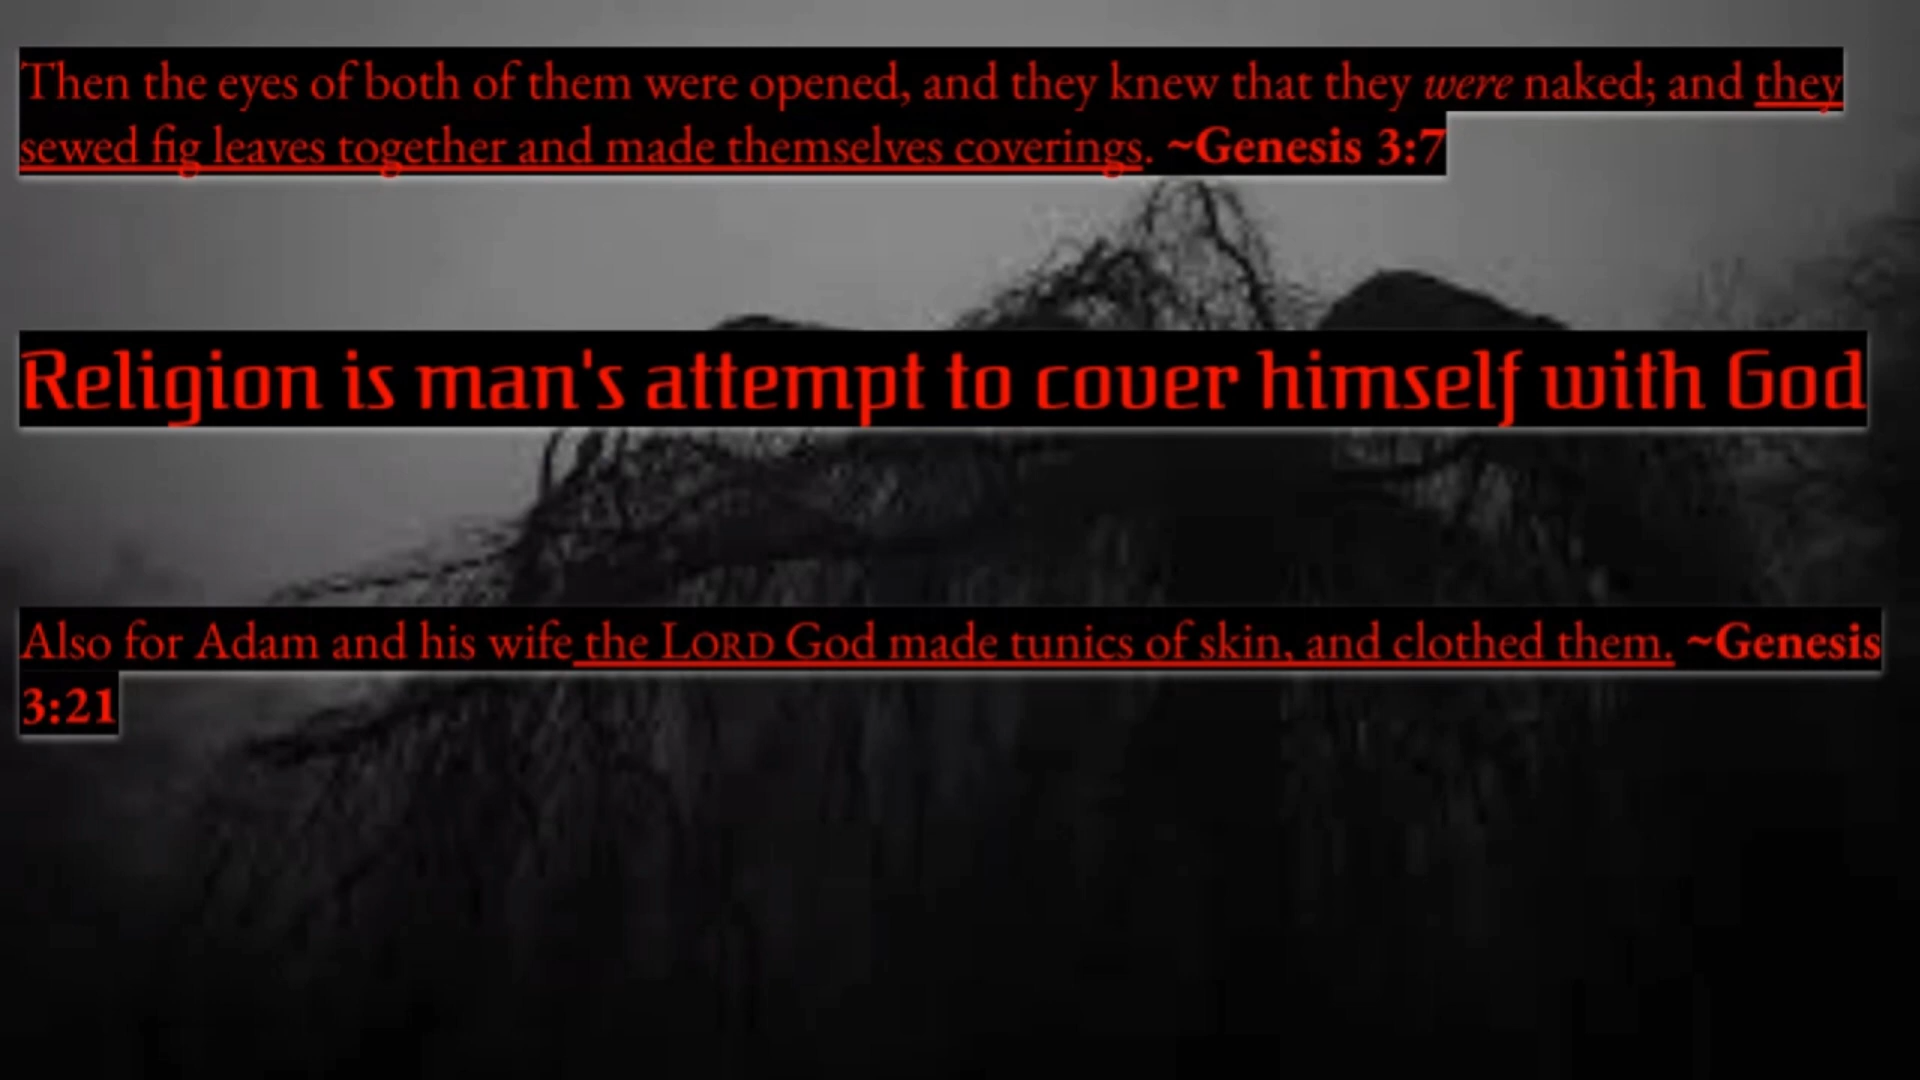 Then the eyes of both of them were opened, and they knew that they were naked; and they
sewed fig leaves together and made themselves coverings. ~Genesis 3:7
Religion is man's attempt to cover himself with God
Also for Adam and his wife the LORD God made tunics of skin, and clothed them. ~Genesis
3:21